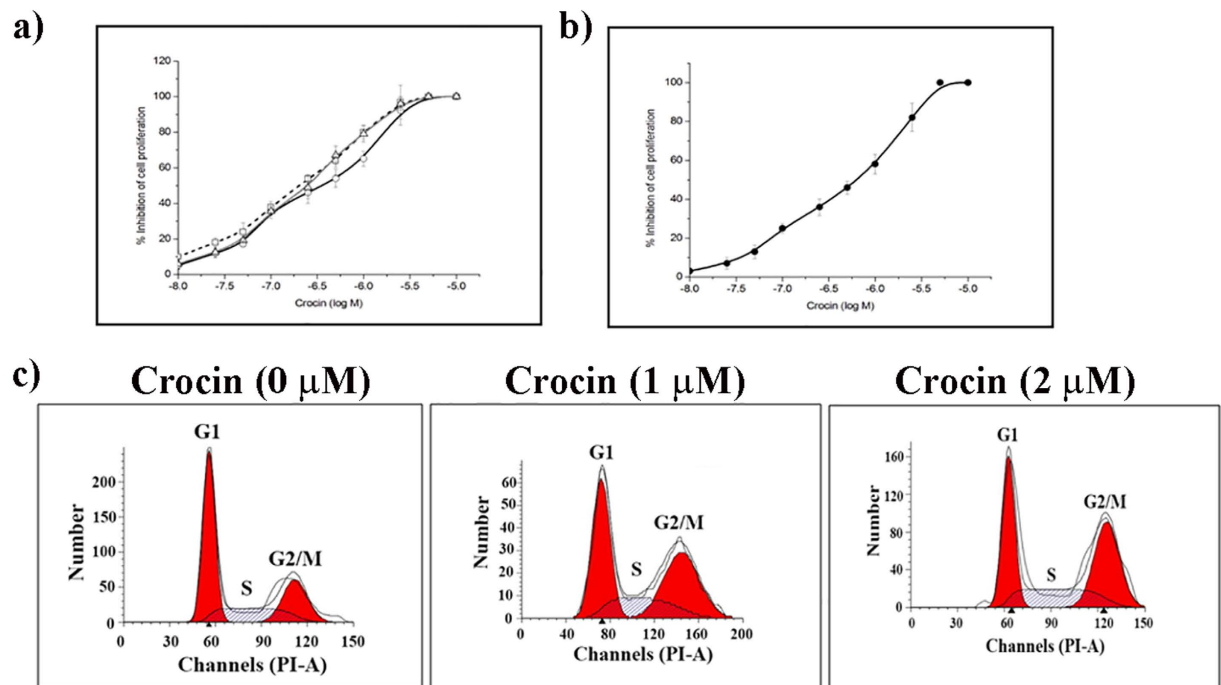 a)
120
100
80
60
40
20
0
% Inhibition of cell proliferation
-8.0 -7.5 -7.0 -6.5 -6.0 -5.5 -5.0
Crocin (log M)
b)
100
80
60
40
20
0
% Inhibition of cell proliferation
-8.0 -7.5 -7.0 -6.5 -6.0 -5.5 -5.0
Crocin (log M)
c)
Crocin (0 μM)
G1
G2/M
S
200
150
100
50
0
Number
0 30 60 90 120 150
Channels (PI-A)
Crocin (1 μM)
G1
G2/M
S
60
50
40
30
20
10
0
Number
0 40 80 120 160 200
Channels (PI-A)
Crocin (2 μM)
G1
G2/M
S
160
120
80
40
0
Number
0 30 60 90 120 150
Channels (PI-A)